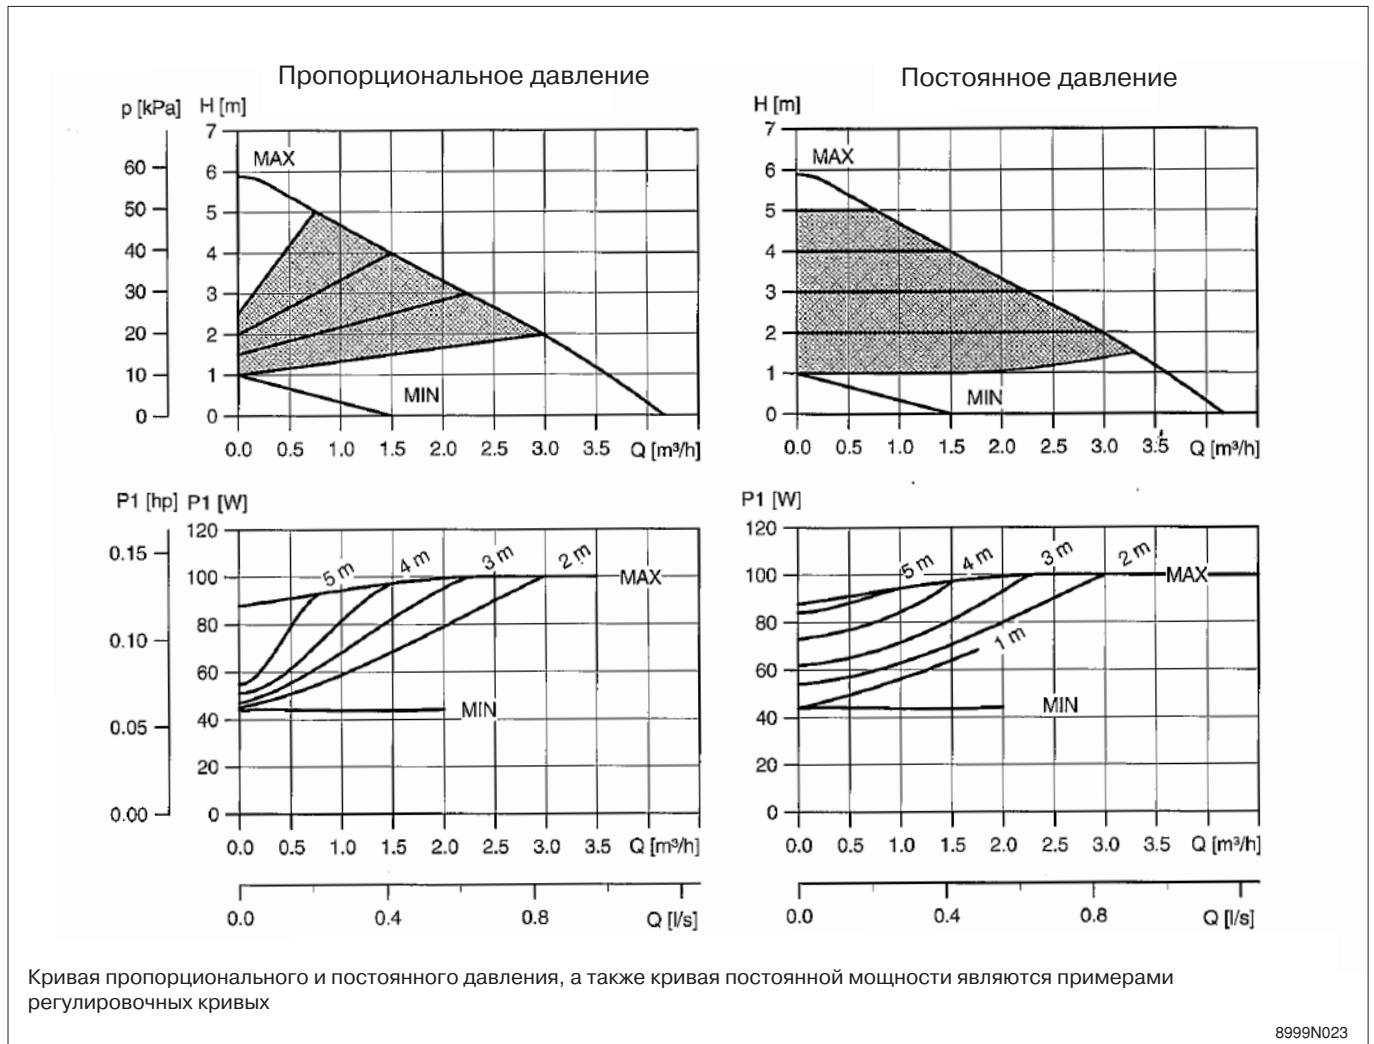 Пропорциональное давление
p [kPa] H [m]
7
MAX
60 6
50 5
40 4
30 3
20 2
10 1
MIN
0 0
0.0 0.5 1.0 1.5 2.0 2.5 3.0 3.5 Q [m³/h]
Постоянное давление
H [m]
7
MAX
6
5
4
3
2
1
MIN
0
0.0 0.5 1.0 1.5 2.0 2.5 3.0 3.5 Q [m³/h]
P1 [hp] P1 [W]
120
0.15
5 m 4 m 3 m 2 m
100 MAX
0.10 80
60
0.05 40 MIN
20
0.00 0
0.0 0.5 1.0 1.5 2.0 2.5 3.0 3.5 Q [m³/h]
0.0 0.4 0.8 Q [l/s]
P1 [W]
120
5 m 4 m 3 m 2 m
100 MAX
80
1 m
60
40 MIN
20
0
0.0 0.5 1.0 1.5 2.0 2.5 3.0 3.5 Q [m³/h]
0.0 0.4 0.8 Q [l/s]
Кривая пропорционального и постоянного давления, а также кривая постоянной мощности являются примерами
регулировочных кривых
8999N023